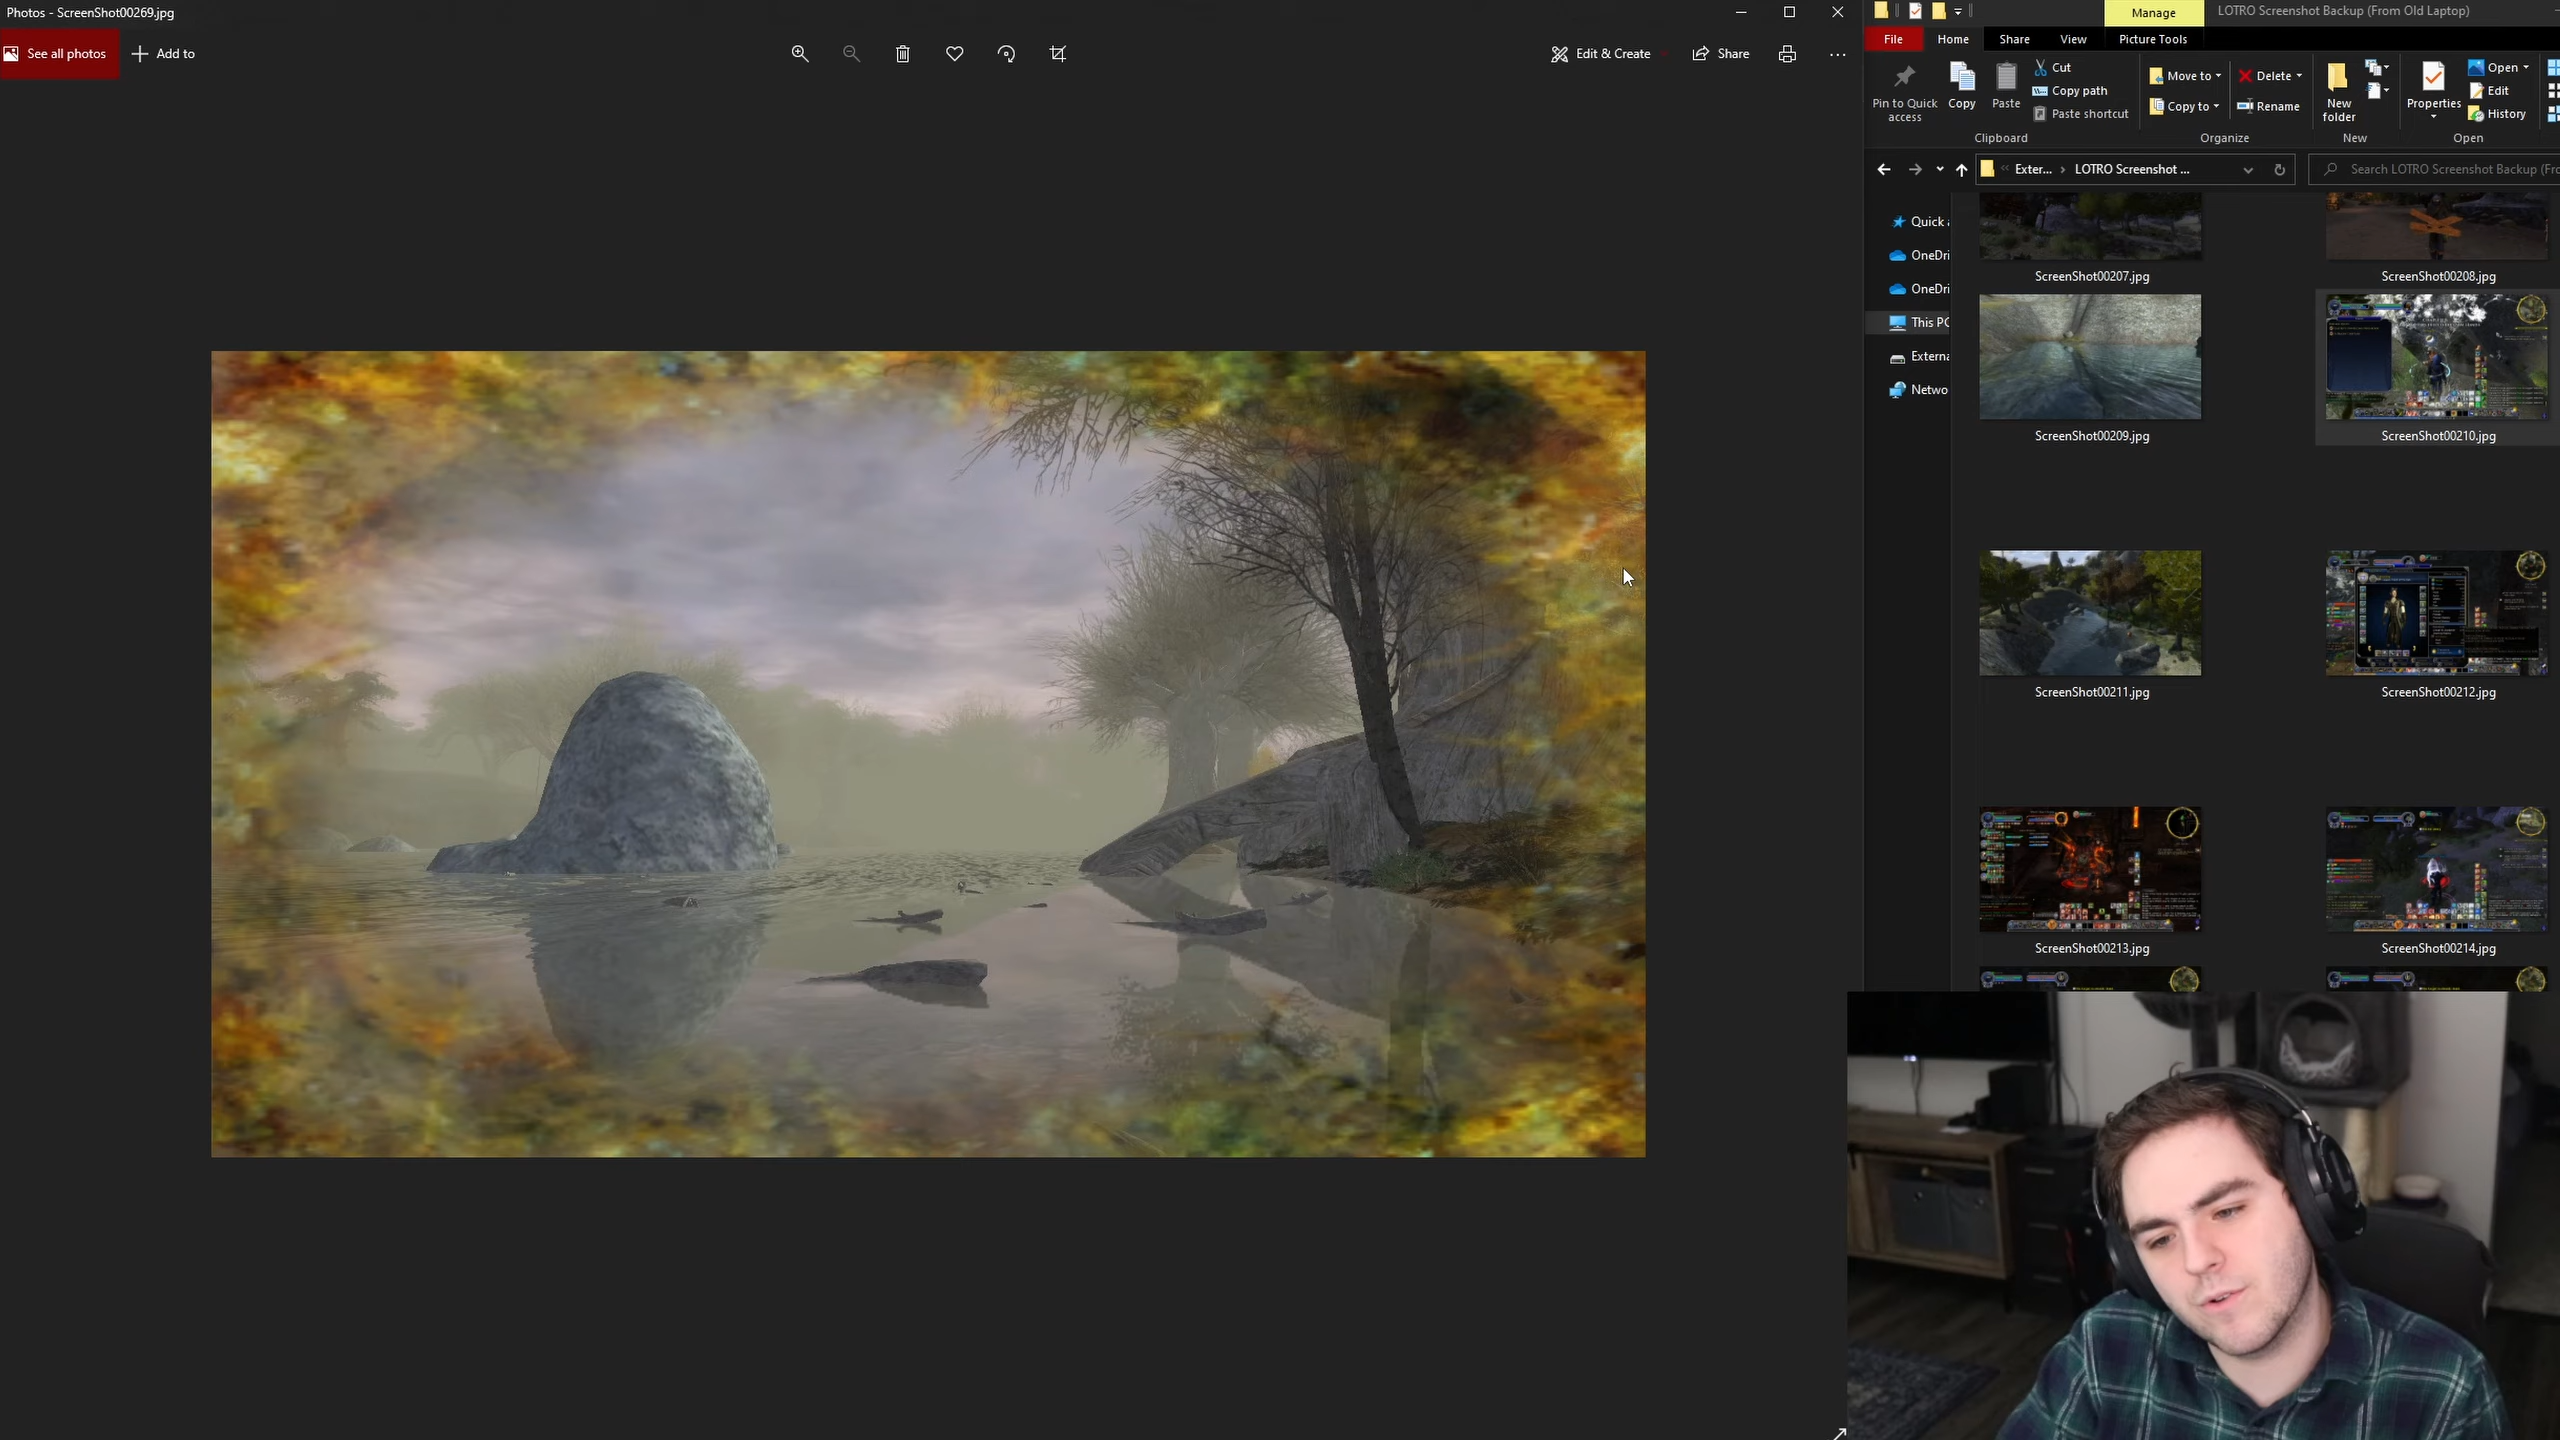 Photos - ScreenShot00269.jpg
See all photos
Add to
Edit & Create
Share
Manage
LOTRO Screenshot Backup (From Old Laptop)
File
Home
Share
View
Picture Tools
Pin to Quick access
Copy
Paste
Cut
Copy path
Paste shortcut
Clipboard
Move to
Copy to
Delete
Rename
Organize
New folder
New
Properties
Open
Edit
History
Open
Exter...
LOTRO Screenshot ...
Search LOTRO Screenshot Backup (Fro
Quick a
OneDri
OneDri
This PC
Externa
Netwo
ScreenShot00207.jpg
ScreenShot00208.jpg
ScreenShot00209.jpg
ScreenShot00210.jpg
ScreenShot00211.jpg
ScreenShot00212.jpg
ScreenShot00213.jpg
ScreenShot00214.jpg